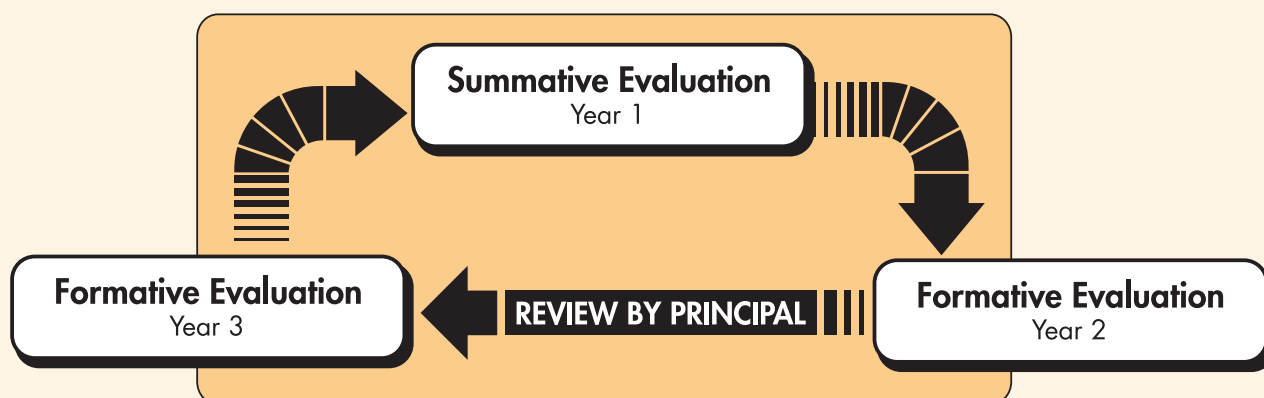 Summative Evaluation
Year 1
Formative Evaluation
Year 3
REVIEW BY PRINCIPAL
Formative Evaluation
Year 2